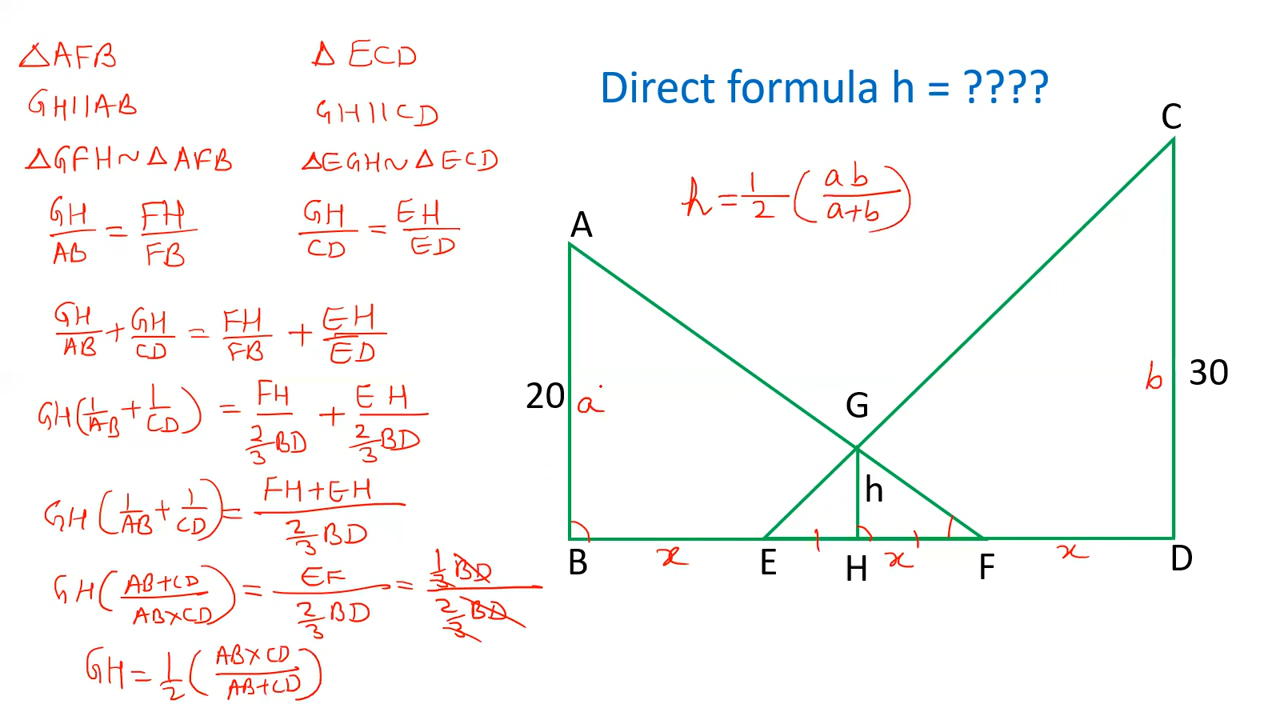 △AFB
GH||AB
△GFH ~ △AFB
GH/AB = FH/FB
△ ECD
GH||CD
△EGH ~ △ECD
GH/CD = EH/ED
GH/AB + GH/CD = FH/FB + EH/ED
GH(1/AB + 1/CD) = FH/(2/3 BD) + EH/(2/3 BD)
GH(1/AB + 1/CD) = (FH+EH)/(2/3 BD)
GH((AB+CD)/(AB×CD)) = EF/(2/3 BD) = (1/3 BD)/(2/3 BD)
GH = 1/2 ((AB×CD)/(AB+CD))
Direct formula h = ????
h = 1/2 (ab/(a+b))
A
C
20 a
b 30
G
h
B x E H x F x D